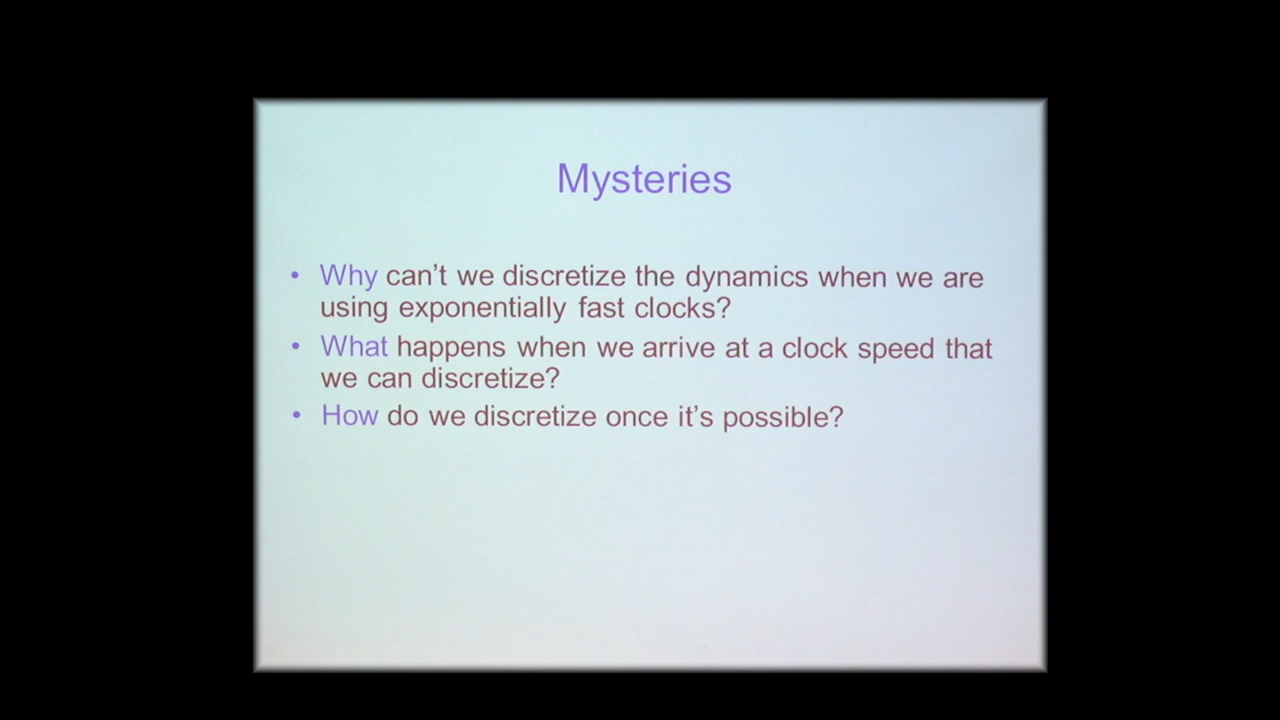 Mysteries
• Why can't we discretize the dynamics when we are
using exponentially fast clocks?
• What happens when we arrive at a clock speed that
we can discretize?
• How do we discretize once it's possible?